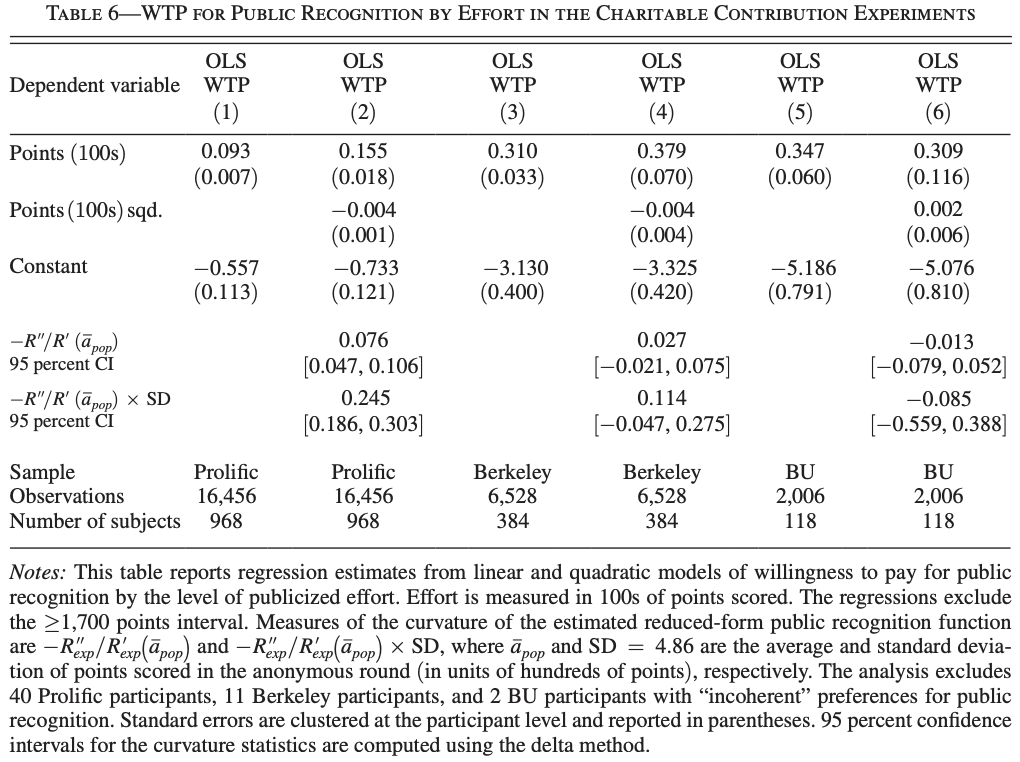 TABLE 6—WTP FOR PUBLIC RECOGNITION BY EFFORT IN THE CHARITABLE CONTRIBUTION EXPERIMENTS
OLS OLS OLS OLS OLS OLS
Dependent variable WTP WTP WTP WTP WTP WTP
(1) (2) (3) (4) (5) (6)
Points (100s) 0.093 0.155 0.310 0.379 0.347 0.309
(0.007) (0.018) (0.033) (0.070) (0.060) (0.116)
Points (100s) sqd. −0.004 −0.004 0.002
(0.001) (0.004) (0.006)
Constant −0.557 −0.733 −3.130 −3.325 −5.186 −5.076
(0.113) (0.121) (0.400) (0.420) (0.791) (0.810)
−R″/R′ (ā_pop) 0.076 0.027 −0.013
95 percent CI [0.047, 0.106] [−0.021, 0.075] [−0.079, 0.052]
−R″/R′ (ā_pop) × SD 0.245 0.114 −0.085
95 percent CI [0.186, 0.303] [−0.047, 0.275] [−0.559, 0.388]
Sample Prolific Prolific Berkeley Berkeley BU BU
Observations 16,456 16,456 6,528 6,528 2,006 2,006
Number of subjects 968 968 384 384 118 118
Notes: This table reports regression estimates from linear and quadratic models of willingness to pay for public
recognition by the level of publicized effort. Effort is measured in 100s of points scored. The regressions exclude
the ≥1,700 points interval. Measures of the curvature of the estimated reduced-form public recognition function
are −R″_exp/R′_exp(ā_pop) and −R″_exp/R′_exp(ā_pop) × SD, where ā_pop and SD = 4.86 are the average and standard devia-
tion of points scored in the anonymous round (in units of hundreds of points), respectively. The analysis excludes
40 Prolific participants, 11 Berkeley participants, and 2 BU participants with “incoherent” preferences for public
recognition. Standard errors are clustered at the participant level and reported in parentheses. 95 percent confidence
intervals for the curvature statistics are computed using the delta method.